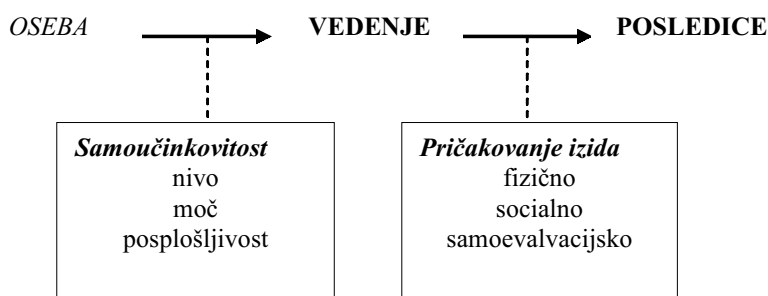 OSEBA VEDENJE POSLEDICE
Samoučinkovitost
nivo
moč
posplošljivost
Pričakovanje izida
fizično
socialno
samoevalvacijsko